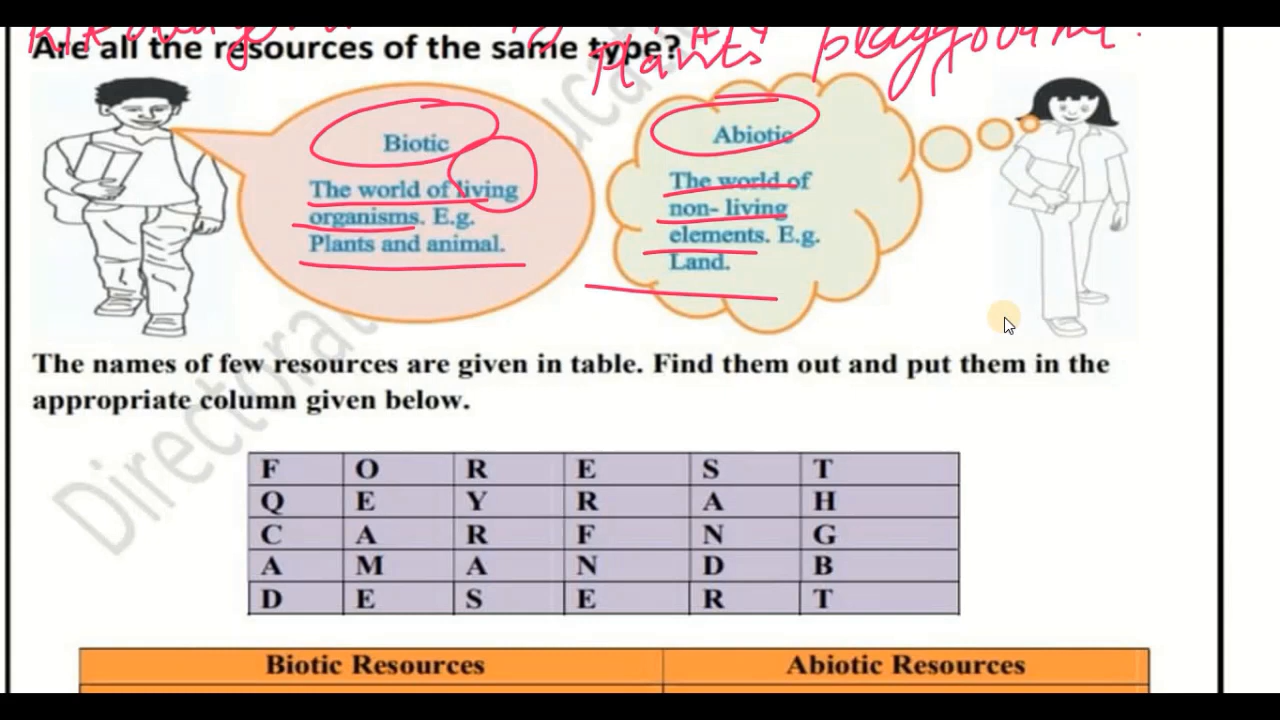 Plants playground.
Are all the resources of the same type?
Biotic
The world of living
organisms. E.g.
Plants and animal.
Abiotic
The world of
non- living
elements. E.g.
Land.
The names of few resources are given in table. Find them out and put them in the
appropriate column given below.
F O R E S T
Q E Y R A H
C A R F N G
A M A N D B
D E S E R T
Biotic Resources Abiotic Resources